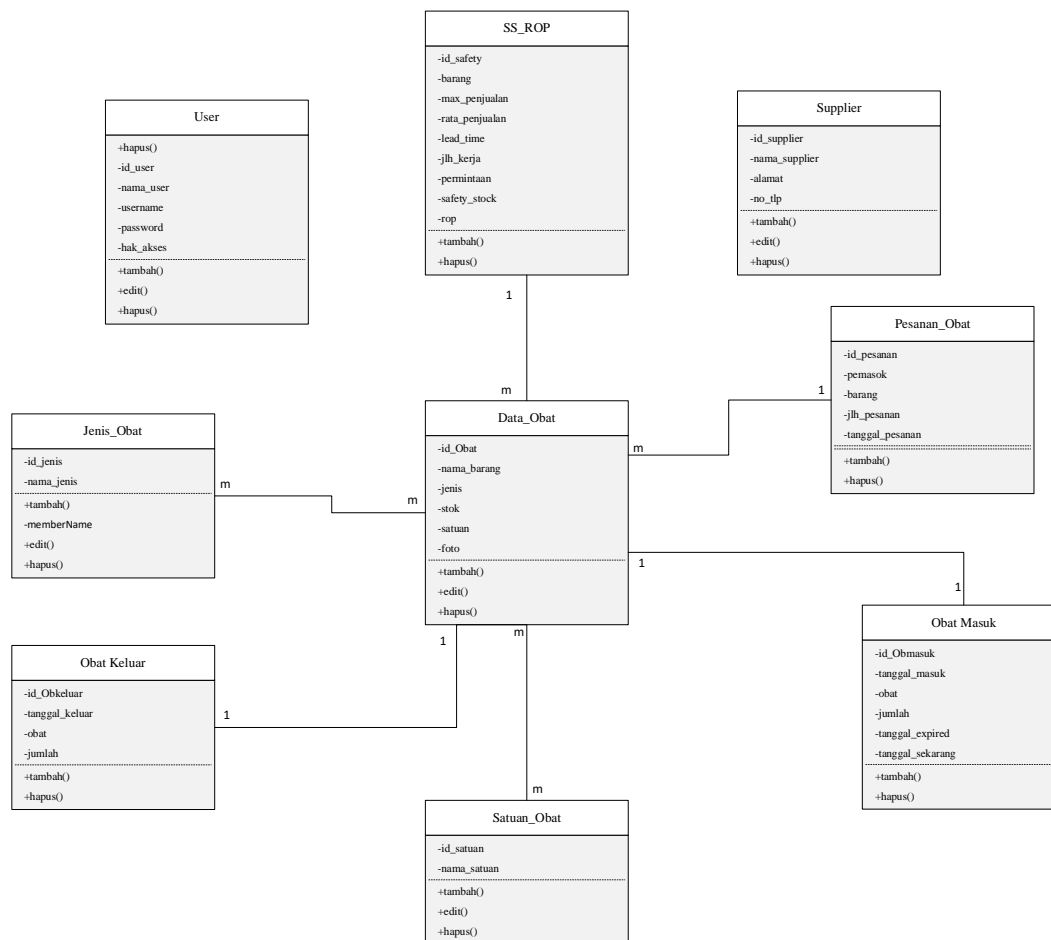 SS_ROP
-id_safety
-barang
-max_penjualan
-rata_penjualan
-lead_time
-jlh_kerja
-permintaan
-safety_stock
-rop
+tambah()
+hapus()
User
+hapus()
-id_user
-nama_user
-username
-password
-hak_akses
+tambah()
+edit()
+hapus()
Supplier
-id_supplier
-nama_supplier
-alamat
-no_tlp
+tambah()
+edit()
+hapus()
1
m
Pesanan_Obat
-id_pesanan
-pemasok
-barang
-jlh_pesanan
-tanggal_pesanan
+tambah()
+hapus()
1
m
Jenis_Obat
-id_jenis
-nama_jenis
+tambah()
-memberName
+edit()
+hapus()
m
m
Data_Obat
-id_Obat
-nama_barang
-jenis
-stok
-satuan
-foto
+tambah()
+edit()
+hapus()
1
1
Obat Masuk
-id_Obmasuk
-tanggal_masuk
-obat
-jumlah
-tanggal_expired
-tanggal_sekarang
+tambah()
+hapus()
1
m
Obat Keluar
-id_Obkeluar
-tanggal_keluar
-obat
-jumlah
+tambah()
+hapus()
1
m
Satuan_Obat
-id_satuan
-nama_satuan
+tambah()
+edit()
+hapus()